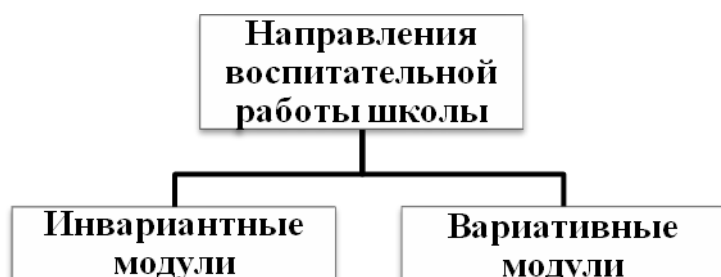 Направления
воспитательной
работы школы
Инвариантные
модули
Вариативные
модули